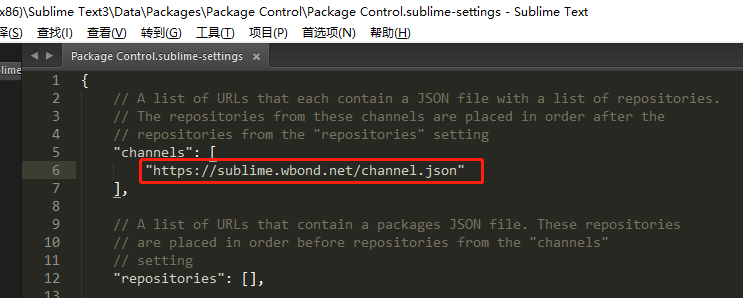 x86)\Sublime Text3\Data\Packages\Package Control\Package Control.sublime-settings - Sublime Text
译(S) 查找(I) 查看(V) 转到(G) 工具(T) 项目(P) 首选项(N) 帮助(H)
lime Package Control.sublime-settings ×
1 {
2 // A list of URLs that each contain a JSON file with a list of repositories.
3 // The repositories from these channels are placed in order after the
4 // repositories from the "repositories" setting
5 "channels": [
6 "https://sublime.wbond.net/channel.json"
7 ],
8
9 // A list of URLs that contain a packages JSON file. These repositories
10 // are placed in order before repositories from the "channels"
11 // setting
12 "repositories": [],
13